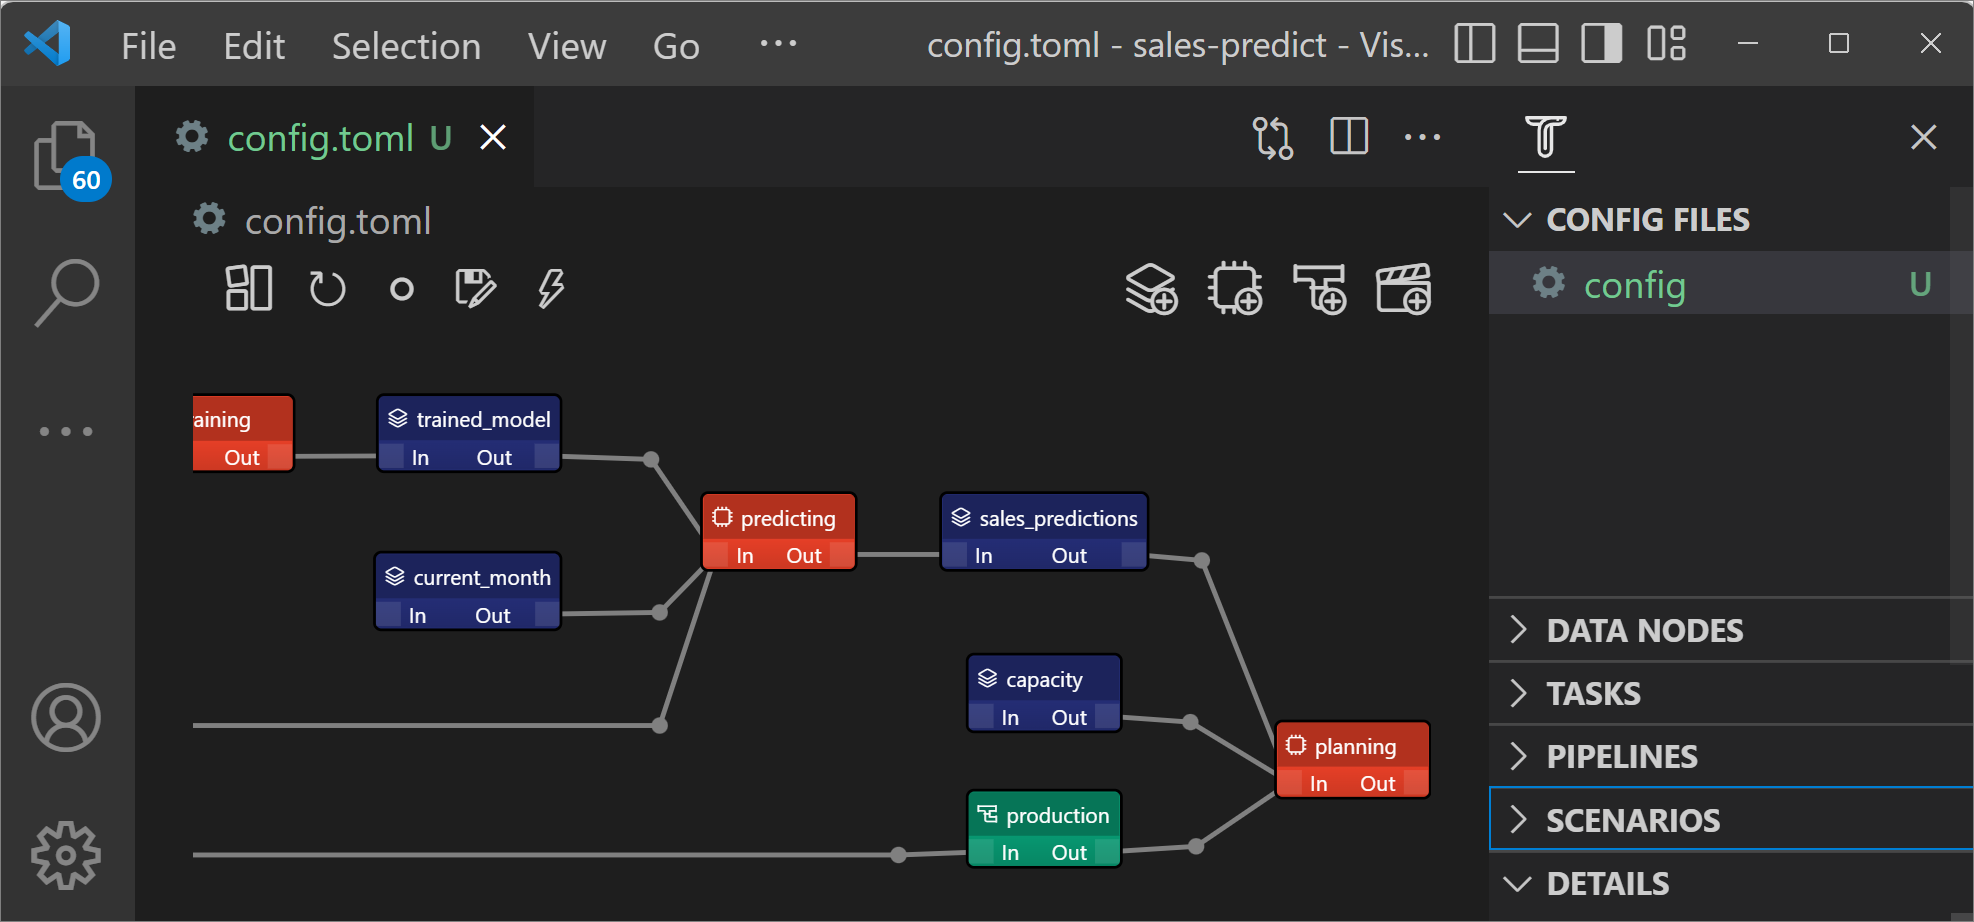 File Edit Selection View Go ··· config.toml - sales-predict - Vis...
config.toml U
60
config.toml
CONFIG FILES
config U
aining
Out
trained_model
In Out
predicting
In Out
sales_predictions
In Out
current_month
In Out
capacity
In Out
planning
In Out
production
In Out
DATA NODES
TASKS
PIPELINES
SCENARIOS
DETAILS